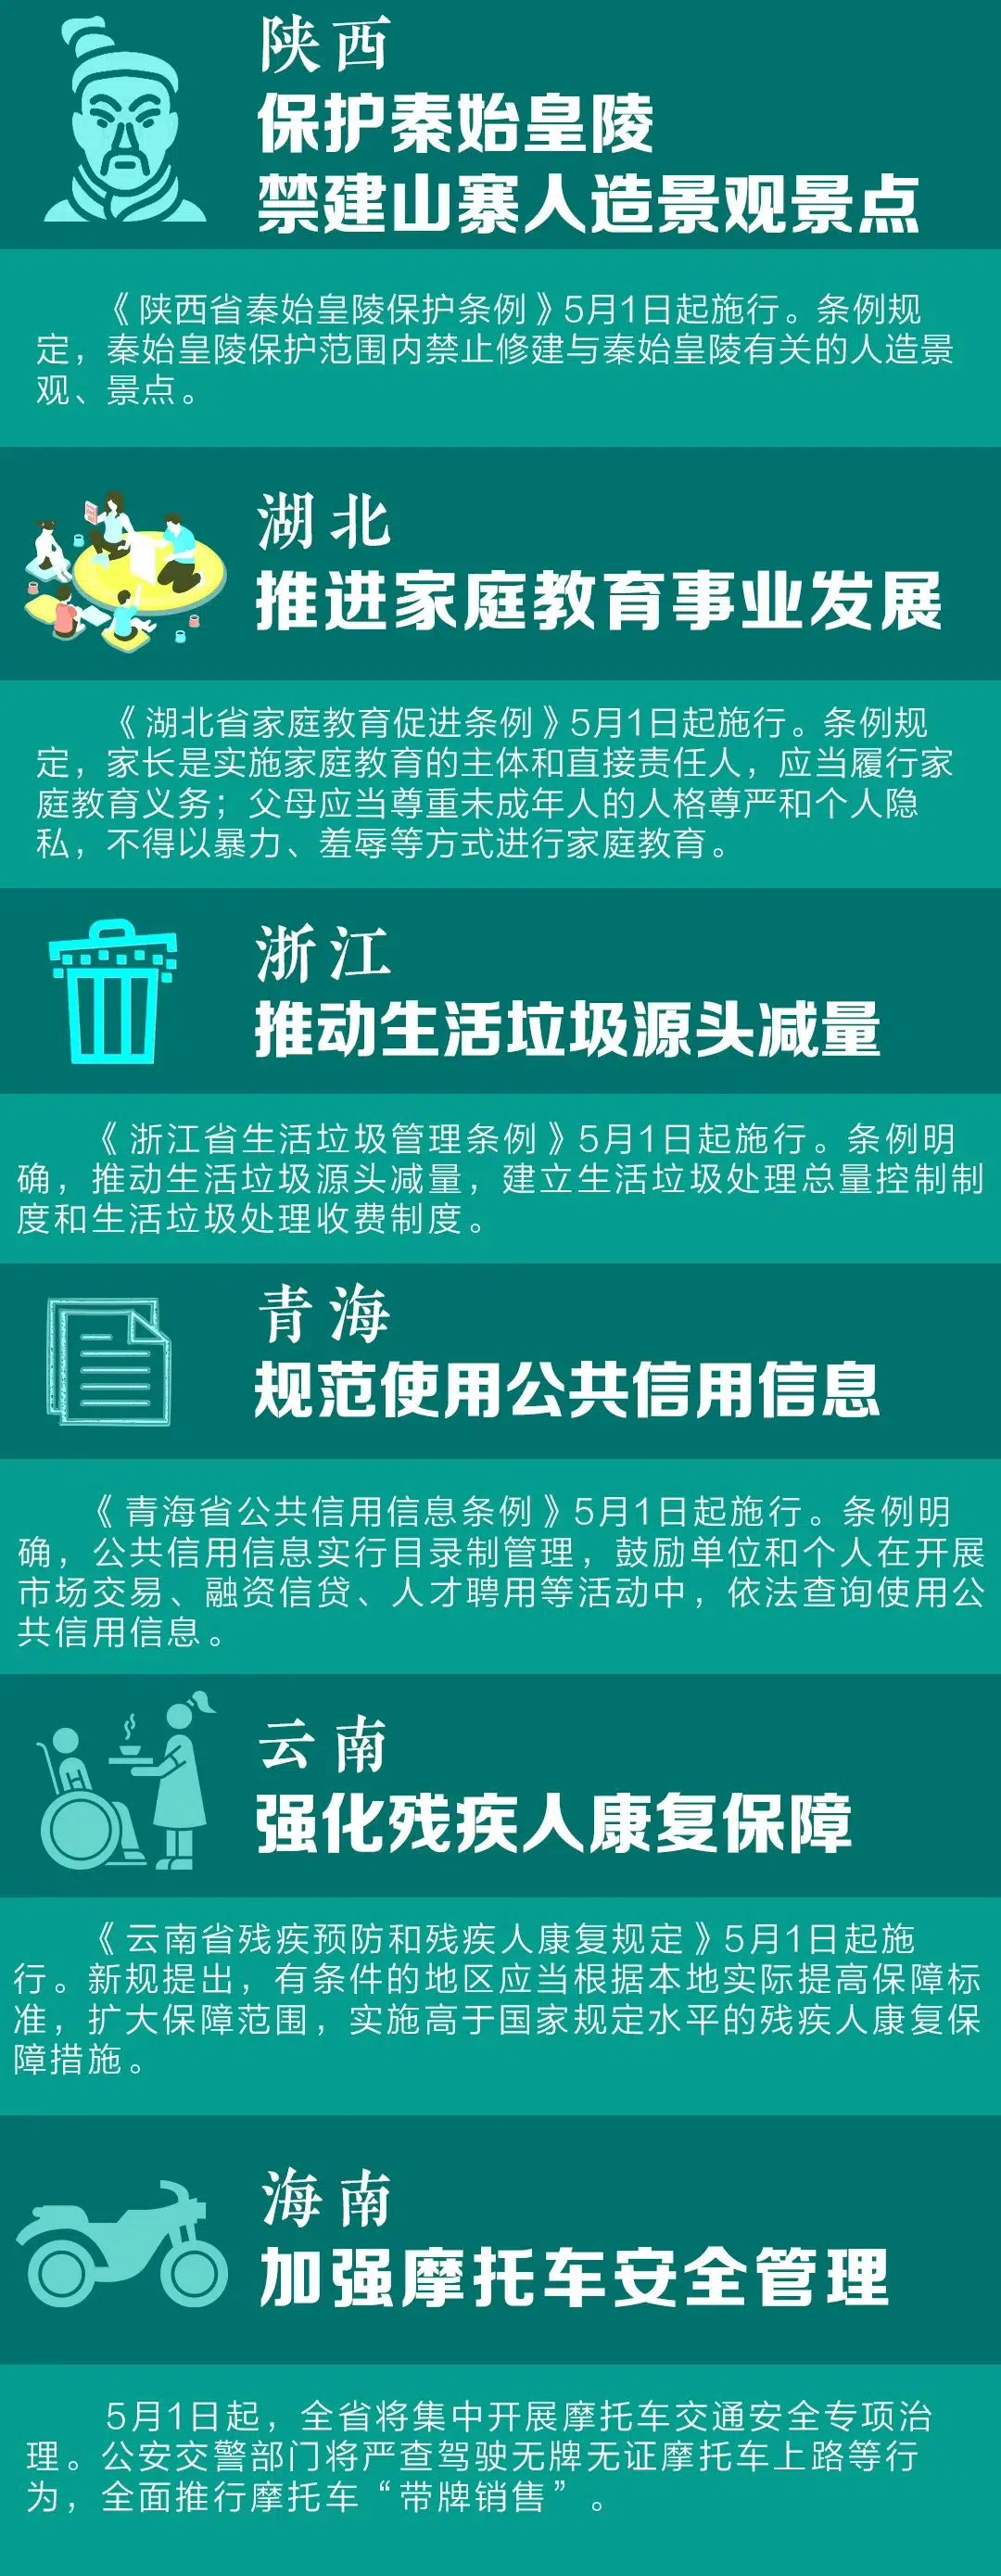 陕西
保护秦始皇陵
禁建山寨人造景观景点
《陕西省秦始皇陵保护条例》5月1日起施行。条例规
定，秦始皇陵保护范围内禁止修建与秦始皇陵有关的人造景
观、景点。
湖北
推进家庭教育事业发展
《湖北省家庭教育促进条例》5月1日起施行。条例规
定，家长是实施家庭教育的主体和直接责任人，应当履行家
庭教育义务；父母应当尊重未成年人的人格尊严和个人隐
私，不得以暴力、羞辱等方式进行家庭教育。
浙江
推动生活垃圾源头减量
《浙江省生活垃圾管理条例》5月1日起施行。条例明
确，推动生活垃圾源头减量，建立生活垃圾处理总量控制制
度和生活垃圾处理收费制度。
青海
规范使用公共信用信息
《青海省公共信用信息条例》5月1日起施行。条例明
确，公共信用信息实行目录制管理，鼓励单位和个人在开展
市场交易、融资信贷、人才聘用等活动中，依法查询使用公
共信用信息。
云南
强化残疾人康复保障
《云南省残疾预防和残疾人康复规定》5月1日起施
行。新规提出，有条件的地区应当根据本地实际提高保障标
准，扩大保障范围，实施高于国家规定水平的残疾人康复保
障措施。
海南
加强摩托车安全管理
5月1日起，全省将集中开展摩托车交通安全专项治
理。公安交警部门将严查驾驶无牌无证摩托车上路等行
为，全面推行摩托车“带牌销售”。